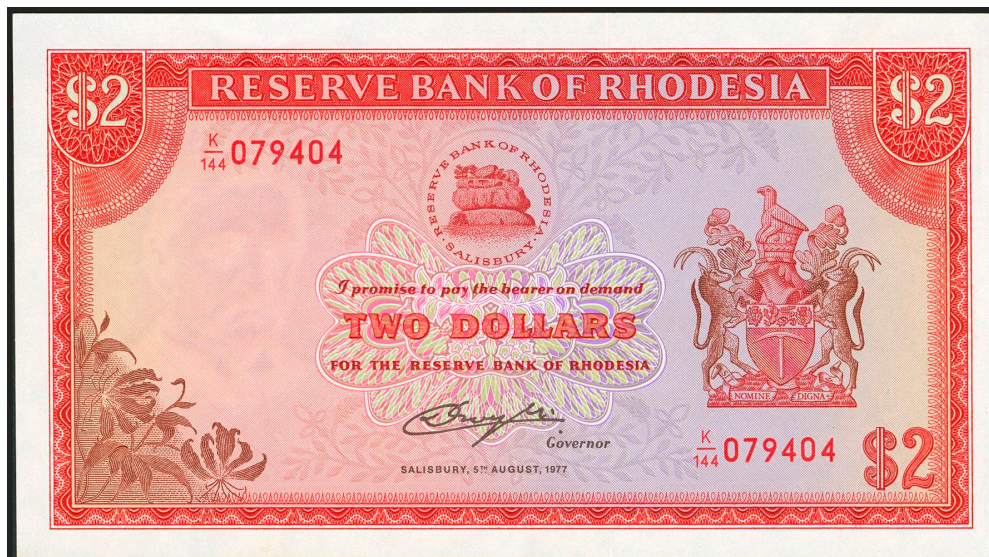 $2
RESERVE BANK OF RHODESIA
$2
K/144 079404
RESERVE BANK OF RHODESIA
· SALISBURY ·
I promise to pay the bearer on demand
TWO DOLLARS
FOR THE RESERVE BANK OF RHODESIA
Governor
SALISBURY, 5TH AUGUST, 1977
NOMINE DIGNA
K/144 079404
$2